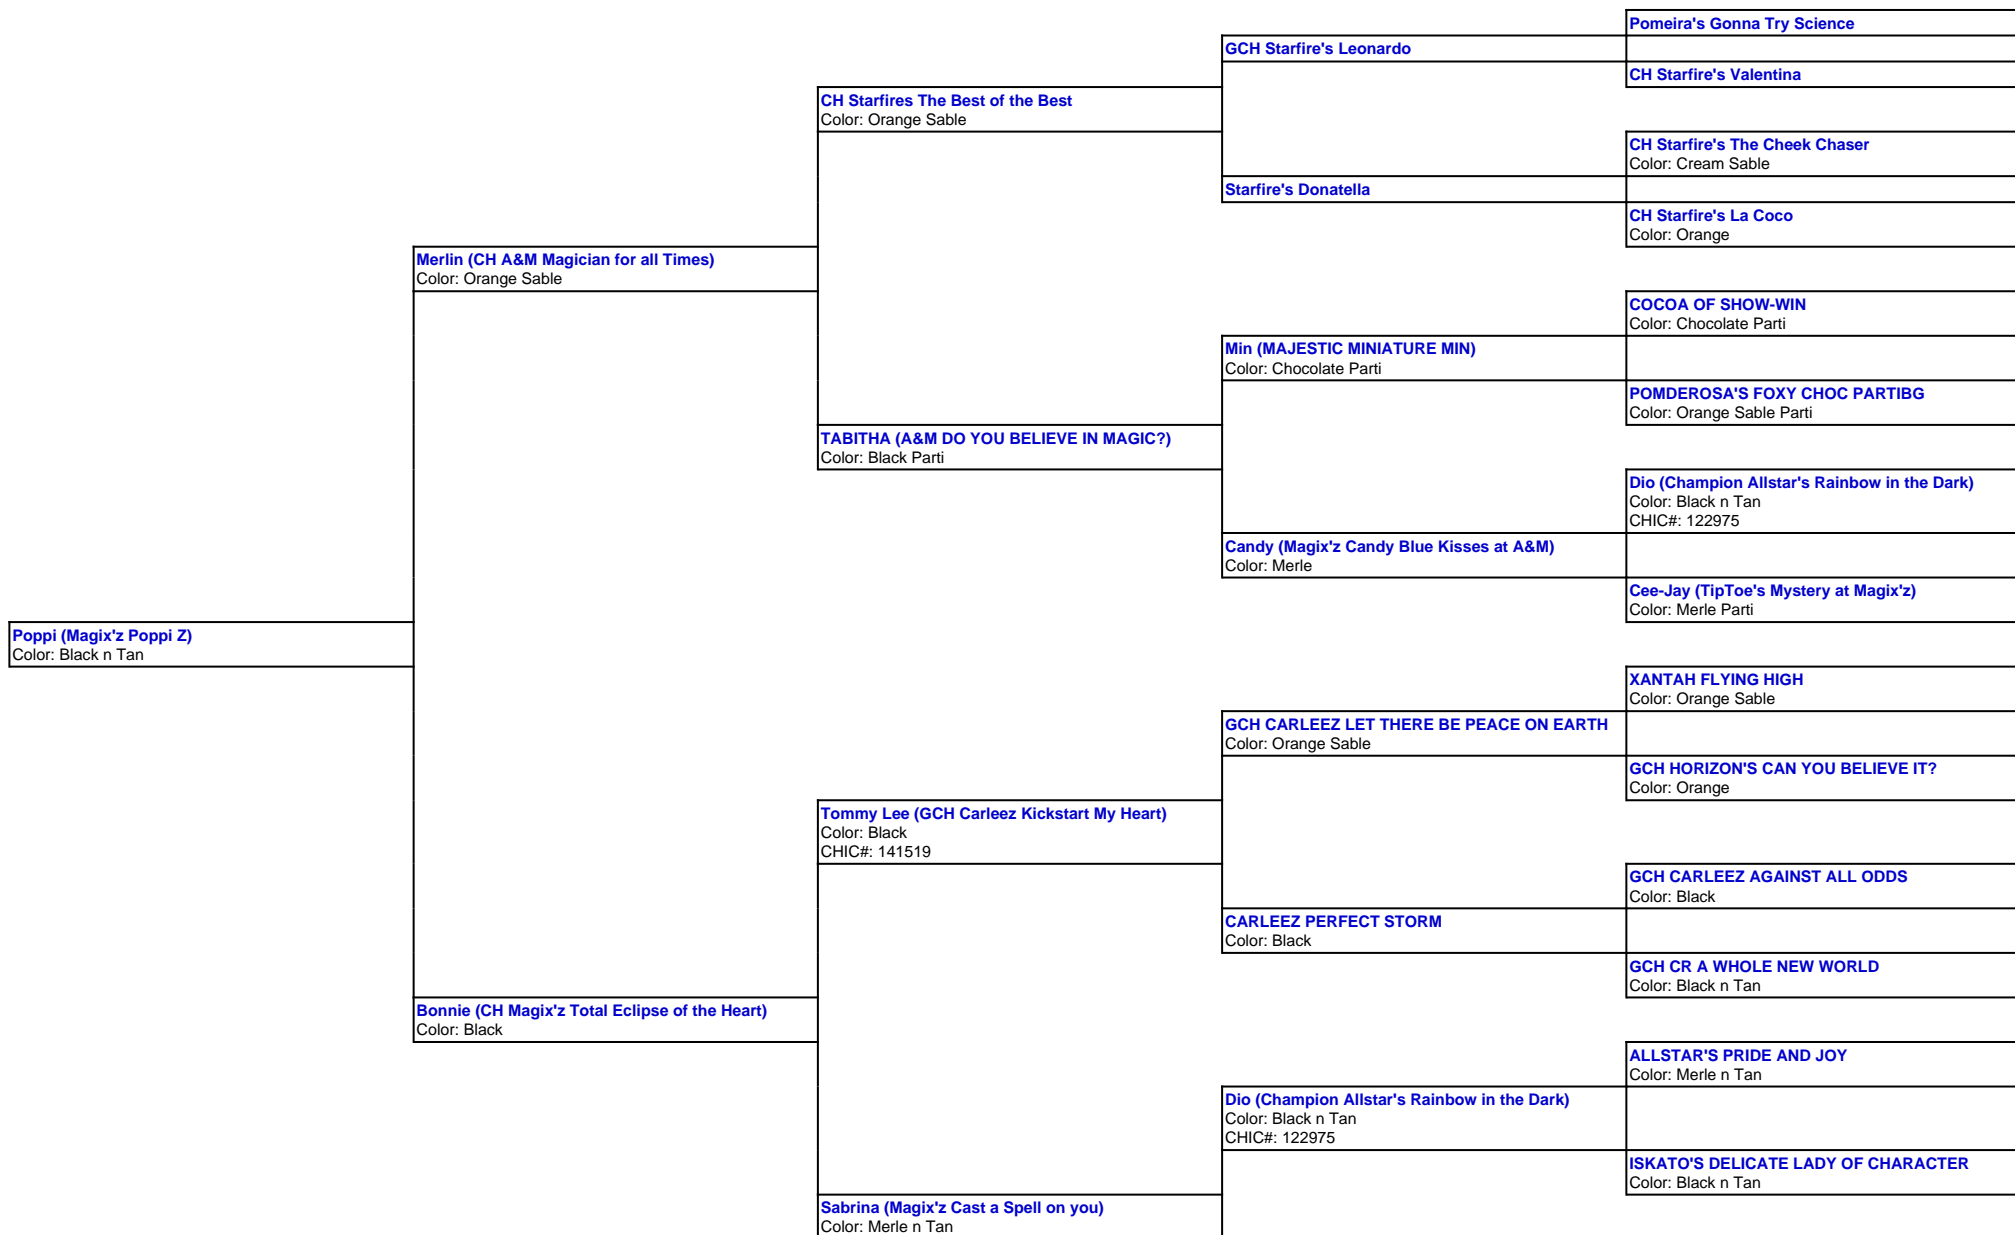 Pomeira's Gonna Try Science
GCH Starfire's Leonardo
CH Starfire's Valentina
CH Starfires The Best of the Best
Color: Orange Sable
CH Starfire's The Cheek Chaser
Color: Cream Sable
Starfire's Donatella
CH Starfire's La Coco
Color: Orange
Merlin (CH A&M Magician for all Times)
Color: Orange Sable
COCOA OF SHOW-WIN
Color: Chocolate Parti
Min (MAJESTIC MINIATURE MIN)
Color: Chocolate Parti
POMDEROSA'S FOXY CHOC PARTIBG
Color: Orange Sable Parti
TABITHA (A&M DO YOU BELIEVE IN MAGIC?)
Color: Black Parti
Dio (Champion Allstar's Rainbow in the Dark)
Color: Black n Tan
CHIC#: 122975
Candy (Magix'z Candy Blue Kisses at A&M)
Color: Merle
Cee-Jay (TipToe's Mystery at Magix'z)
Color: Merle Parti
Poppi (Magix'z Poppi Z)
Color: Black n Tan
XANTAH FLYING HIGH
Color: Orange Sable
GCH CARLEEZ LET THERE BE PEACE ON EARTH
Color: Orange Sable
GCH HORIZON'S CAN YOU BELIEVE IT?
Color: Orange
Tommy Lee (GCH Carleez Kickstart My Heart)
Color: Black
CHIC#: 141519
GCH CARLEEZ AGAINST ALL ODDS
Color: Black
CARLEEZ PERFECT STORM
Color: Black
GCH CR A WHOLE NEW WORLD
Color: Black n Tan
Bonnie (CH Magix'z Total Eclipse of the Heart)
Color: Black
ALLSTAR'S PRIDE AND JOY
Color: Merle n Tan
Dio (Champion Allstar's Rainbow in the Dark)
Color: Black n Tan
CHIC#: 122975
ISKATO'S DELICATE LADY OF CHARACTER
Color: Black n Tan
Sabrina (Magix'z Cast a Spell on you)
Color: Merle n Tan